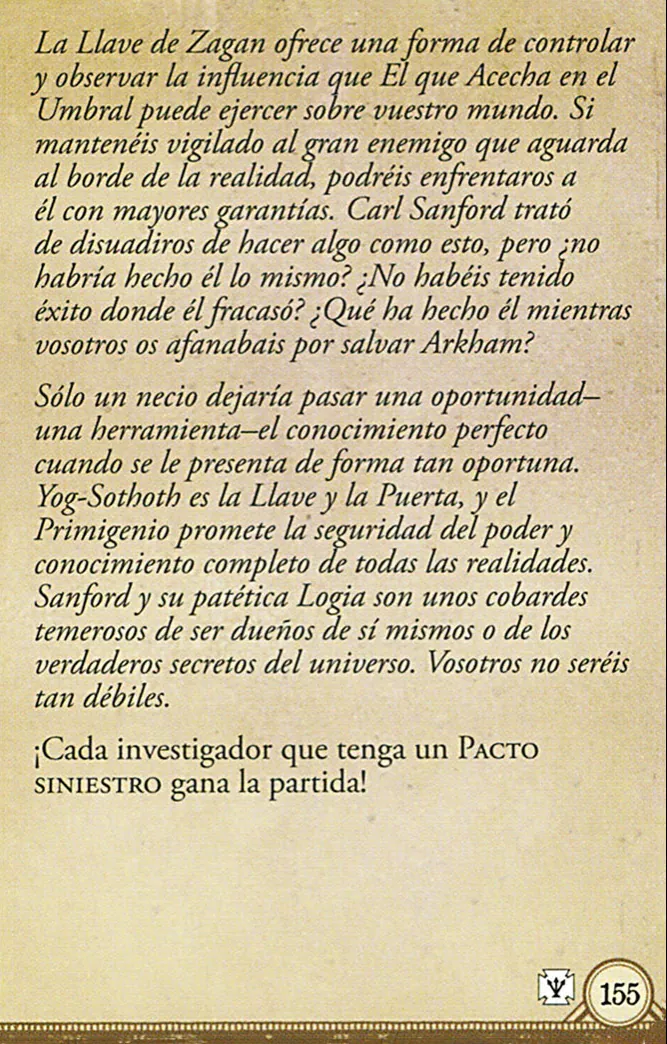 La Llave de Zagan ofrece una forma de controlar
y observar la influencia que El que Acecha en el
Umbral puede ejercer sobre vuestro mundo. Si
mantenéis vigilado al gran enemigo que aguarda
al borde de la realidad, podréis enfrentaros a
él con mayores garantías. Carl Sanford trató
de disuadiros de hacer algo como esto, pero ¿no
habría hecho él lo mismo? ¿No habéis tenido
éxito donde él fracasó? ¿Qué ha hecho él mientras
vosotros os afanabais por salvar Arkham?
Sólo un necio dejaría pasar una oportunidad–
una herramienta–el conocimiento perfecto
cuando se le presenta de forma tan oportuna.
Yog-Sothoth es la Llave y la Puerta, y el
Primigenio promete la seguridad del poder y
conocimiento completo de todas las realidades.
Sanford y su patética Logia son unos cobardes
temerosos de ser dueños de sí mismos o de los
verdaderos secretos del universo. Vosotros no seréis
tan débiles.
¡Cada investigador que tenga un PACTO
SINIESTRO gana la partida!
155